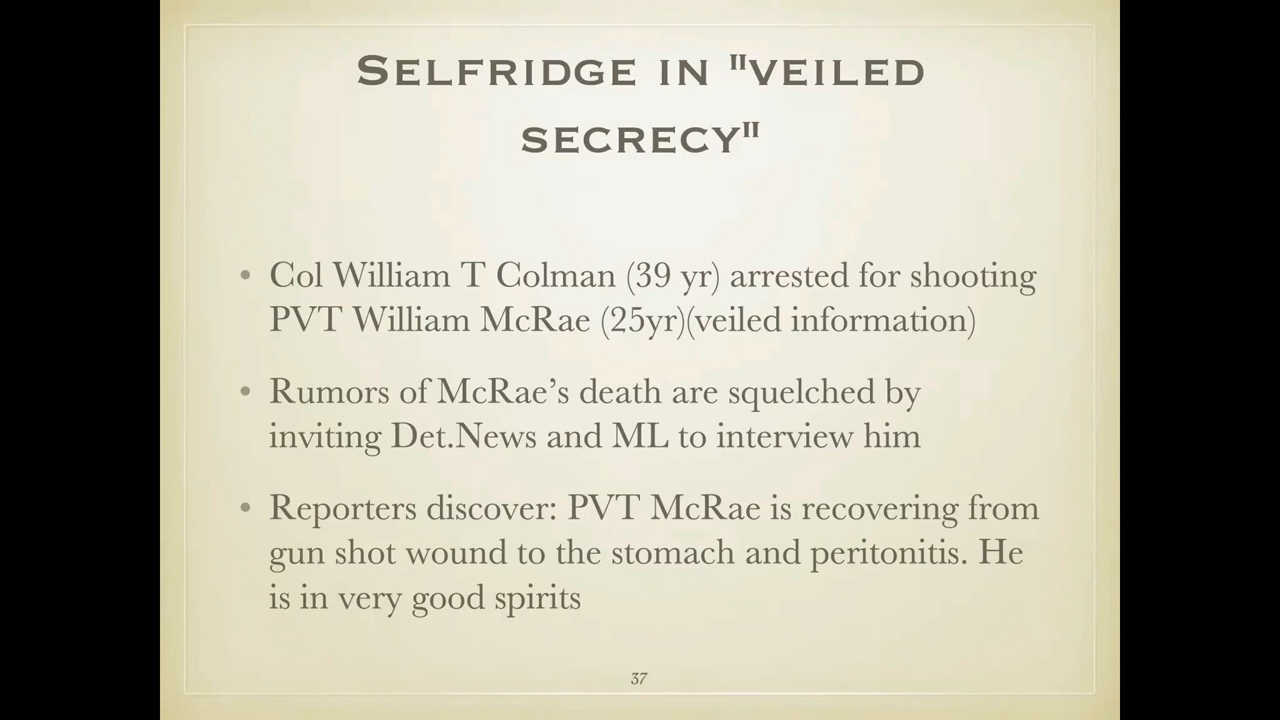 SELFRIDGE IN "VEILED
SECRECY"
• Col William T Colman (39 yr) arrested for shooting
PVT William McRae (25yr)(veiled information)
• Rumors of McRae’s death are squelched by
inviting Det.News and ML to interview him
• Reporters discover: PVT McRae is recovering from
gun shot wound to the stomach and peritonitis. He
is in very good spirits
37